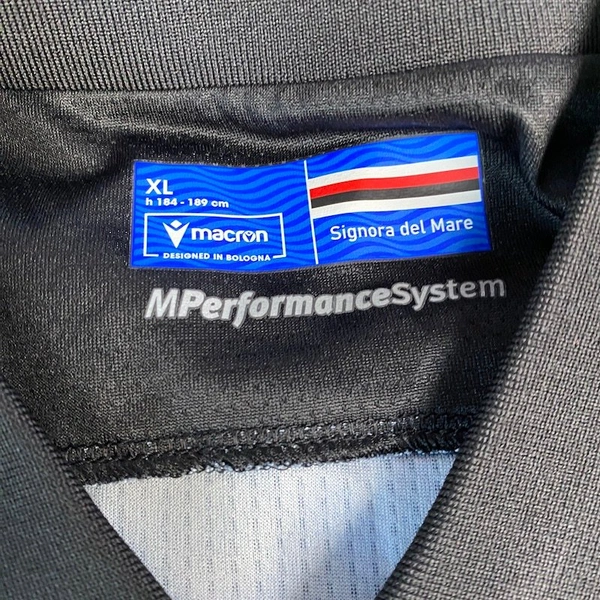 XL
h 184 - 189 cm
macron
DESIGNED IN BOLOGNA
Signora del Mare
MPerformanceSystem